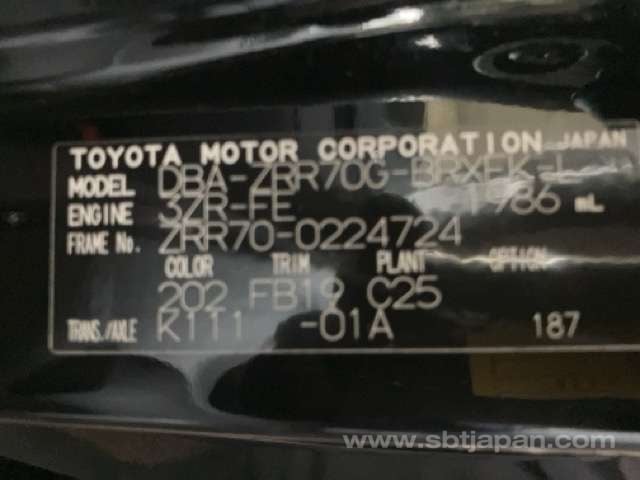 TOYOTA MOTOR CORPORATION JAPAN
MODEL DBA-ZRR70G-BRXEK-L
ENGINE 3ZR-FE 1986 mL
FRAME No. ZRR70-0224724
COLOR TRIM PLANT OPTION
202 FB19 C25
TRANS./AXLE K111 -01A 187
www.sbtjapan.com